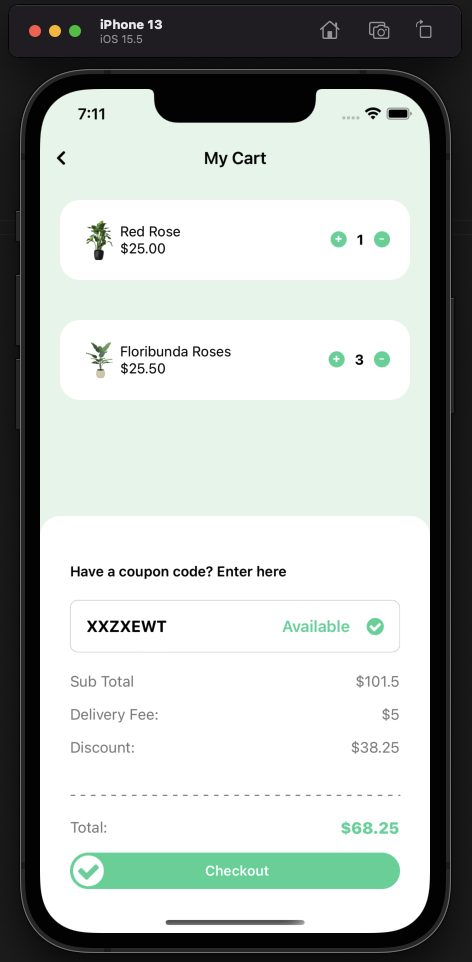 iPhone 13
iOS 15.5
7:11
My Cart
Red Rose
$25.00
+ 1 -
Floribunda Roses
$25.50
+ 3 -
Have a coupon code? Enter here
XXZXEWT Available
Sub Total $101.5
Delivery Fee: $5
Discount: $38.25
Total: $68.25
Checkout